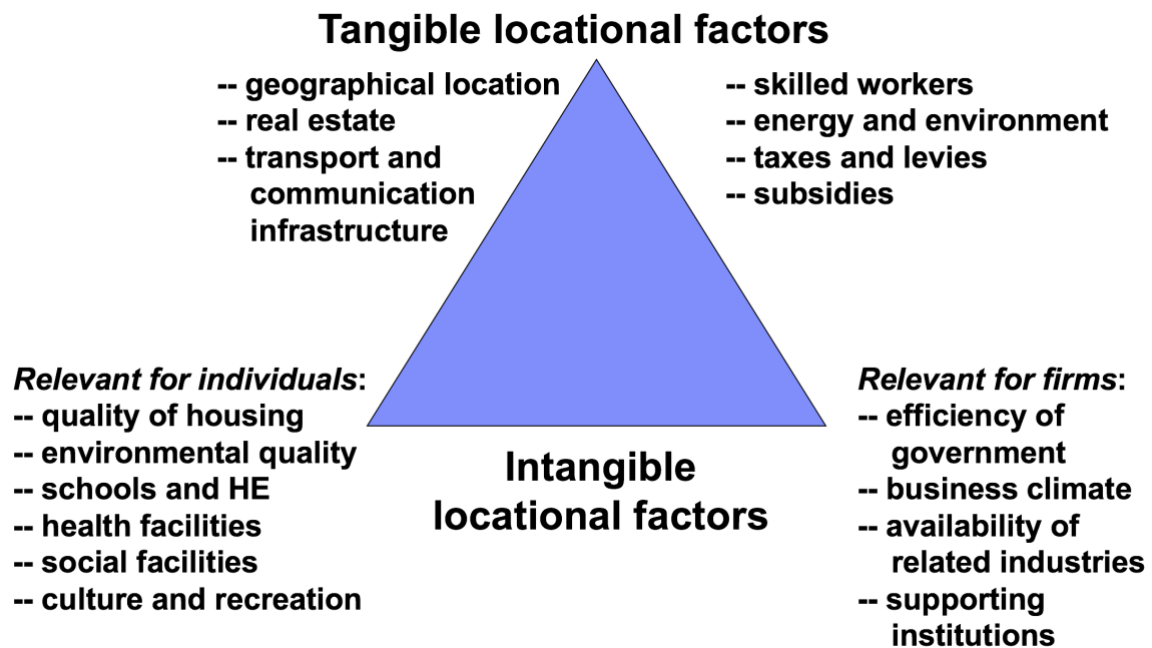 Tangible locational factors
-- geographical location
-- real estate
-- transport and
communication
infrastructure
-- skilled workers
-- energy and environment
-- taxes and levies
-- subsidies
Relevant for individuals:
-- quality of housing
-- environmental quality
-- schools and HE
-- health facilities
-- social facilities
-- culture and recreation
Intangible
locational factors
Relevant for firms:
-- efficiency of
government
-- business climate
-- availability of
related industries
-- supporting
institutions